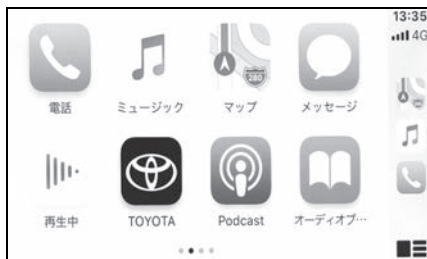 13:35
4G
電話
ミュージック
マップ
メッセージ
280
再生中
TOYOTA
Podcast
オーディオブ…